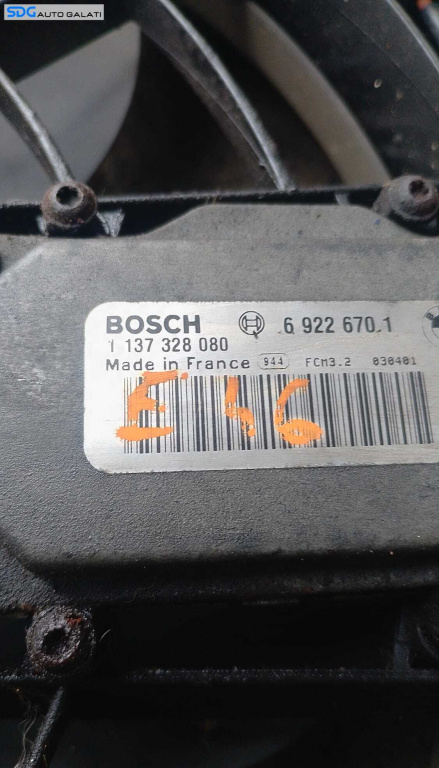 SDG AUTO GALATI
BOSCH 6 922 670.1
1 137 328 080
Made in France 944 FCM3.2 030401
E 46